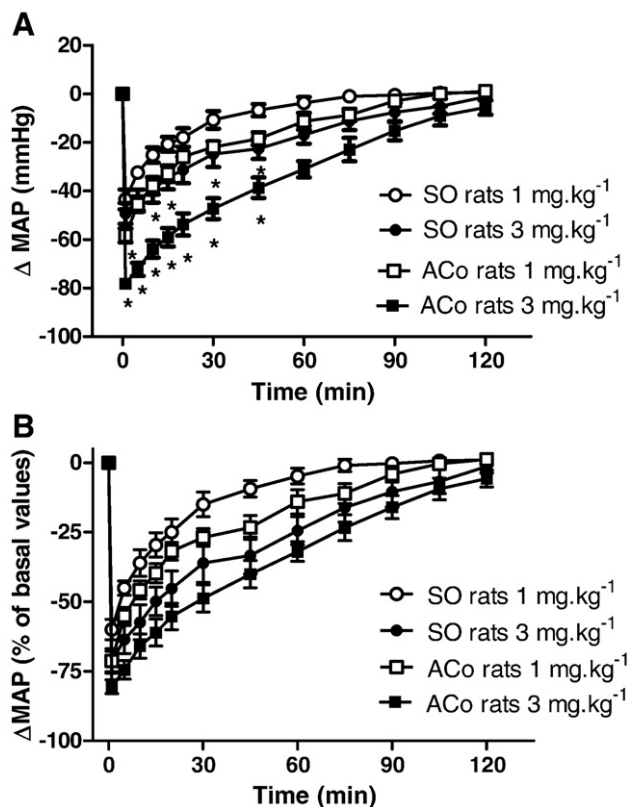 A
20
0
-20
-40
-60
-80
-100
Δ MAP (mmHg)
* * * * * * * * * * * *
SO rats 1 mg.kg⁻¹
SO rats 3 mg.kg⁻¹
ACo rats 1 mg.kg⁻¹
ACo rats 3 mg.kg⁻¹
0 30 60 90 120
Time (min)
B
0
-25
-50
-75
-100
ΔMAP (% of basal values)
SO rats 1 mg.kg⁻¹
SO rats 3 mg.kg⁻¹
ACo rats 1 mg.kg⁻¹
ACo rats 3 mg.kg⁻¹
0 30 60 90 120
Time (min)